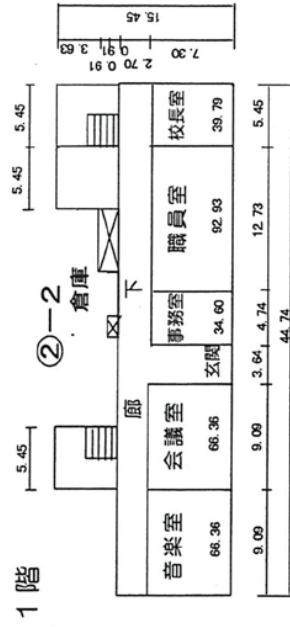 1階
②-2
倉庫
5.45
5.45
5.45
15.45
3.63
0.91
0.91
2.70
7.30
廊
下
音楽室
66.36
会議室
66.36
玄関
事務室
34.60
職員室
92.93
校長室
39.79
9.09
9.09
3.64
4.74
12.73
5.45
44.74